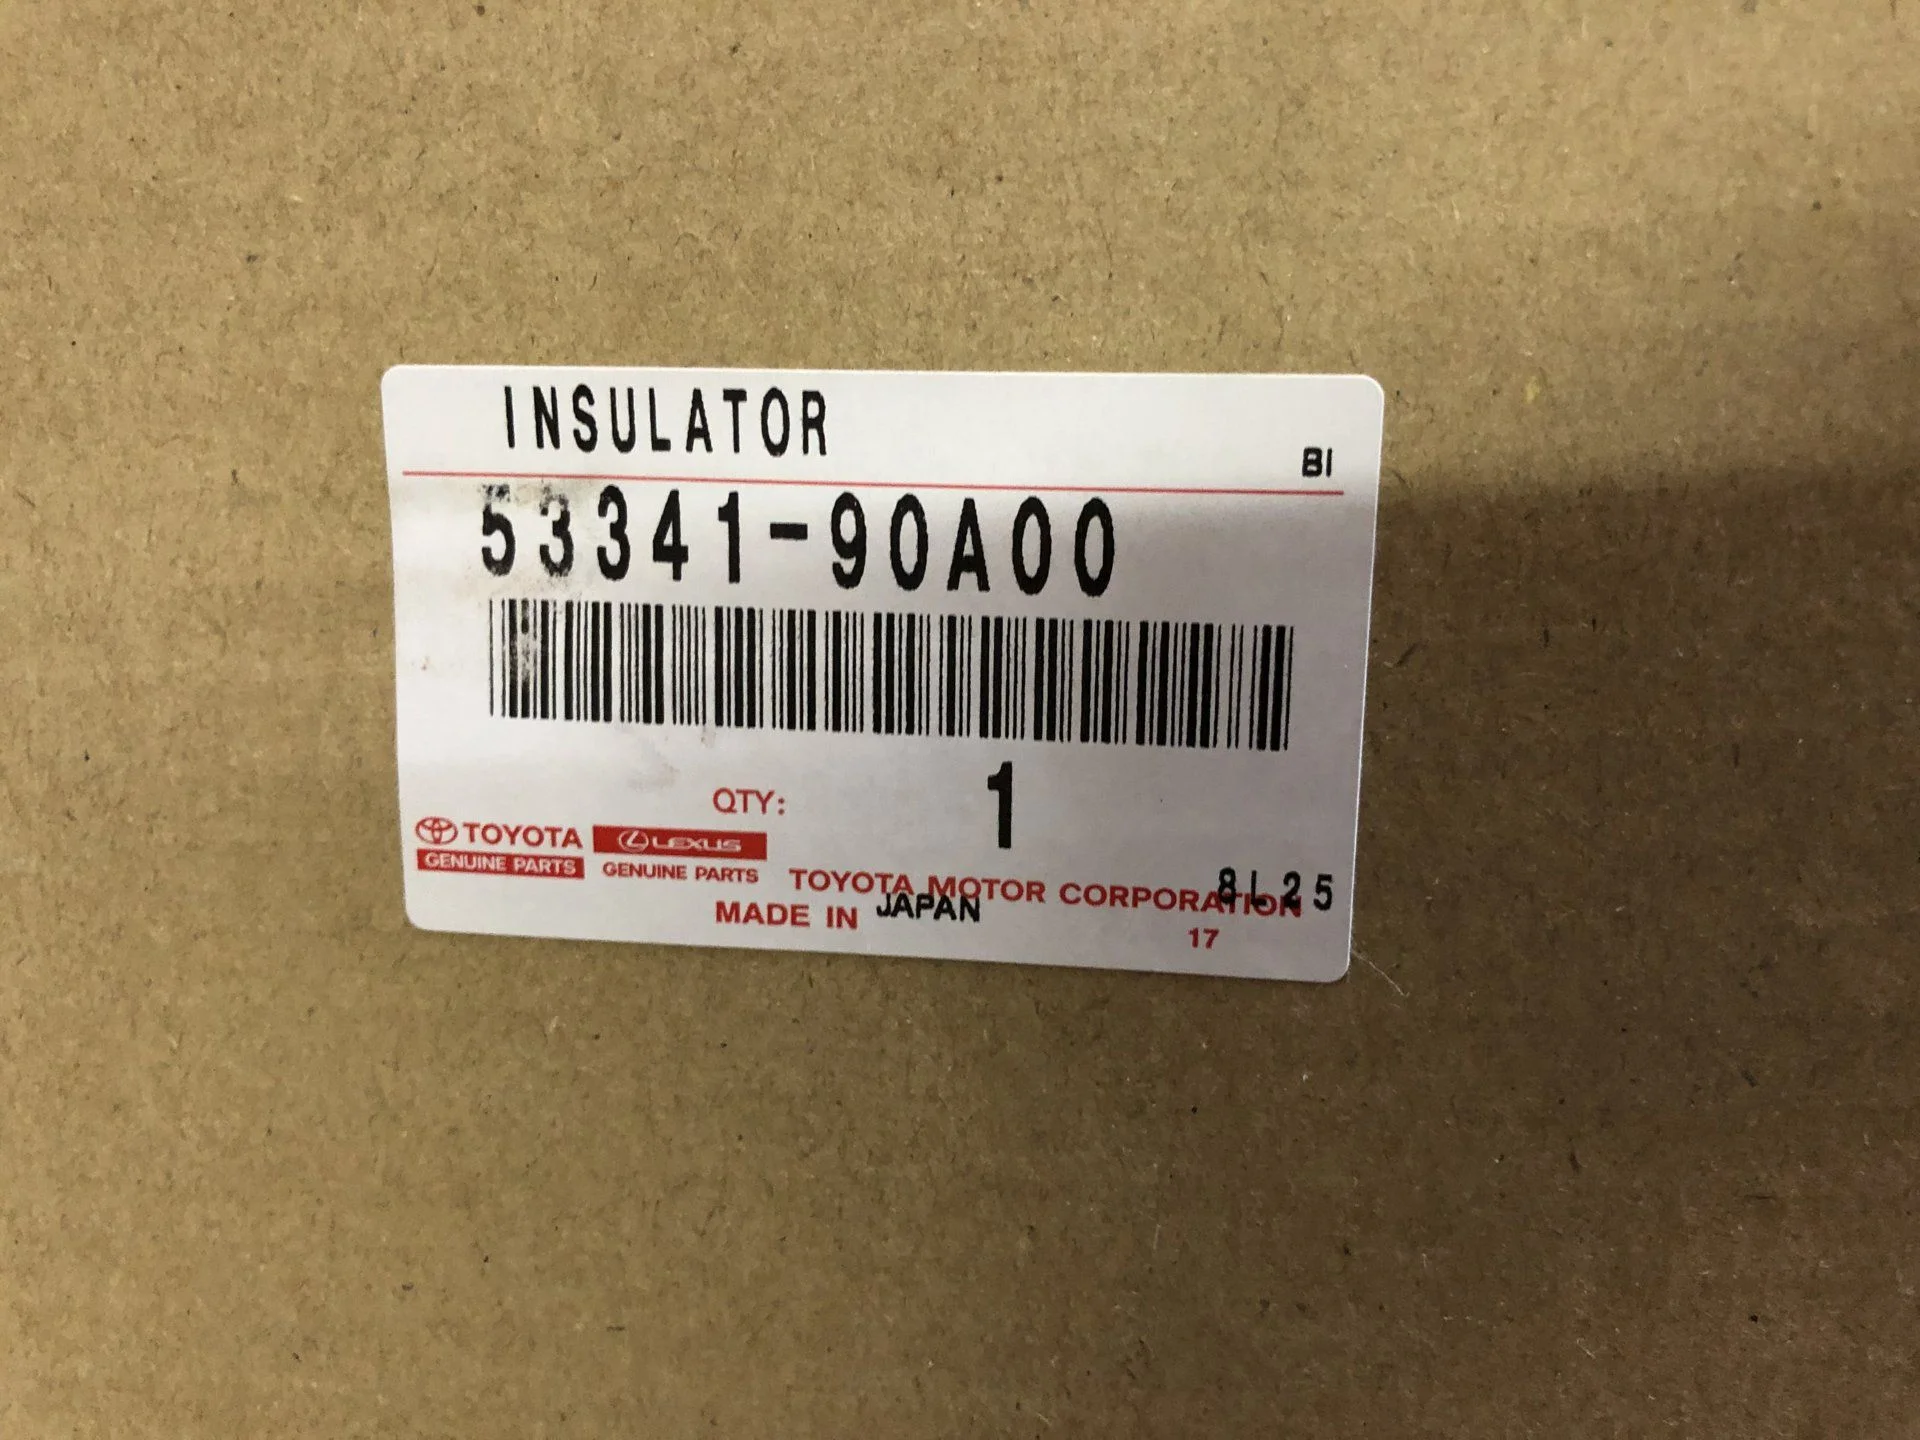 INSULATOR
BI
53341-90A00
QTY: 1
TOYOTA LEXUS
GENUINE PARTS GENUINE PARTS
TOYOTA MOTOR CORPORATION 8L25
MADE IN JAPAN
17